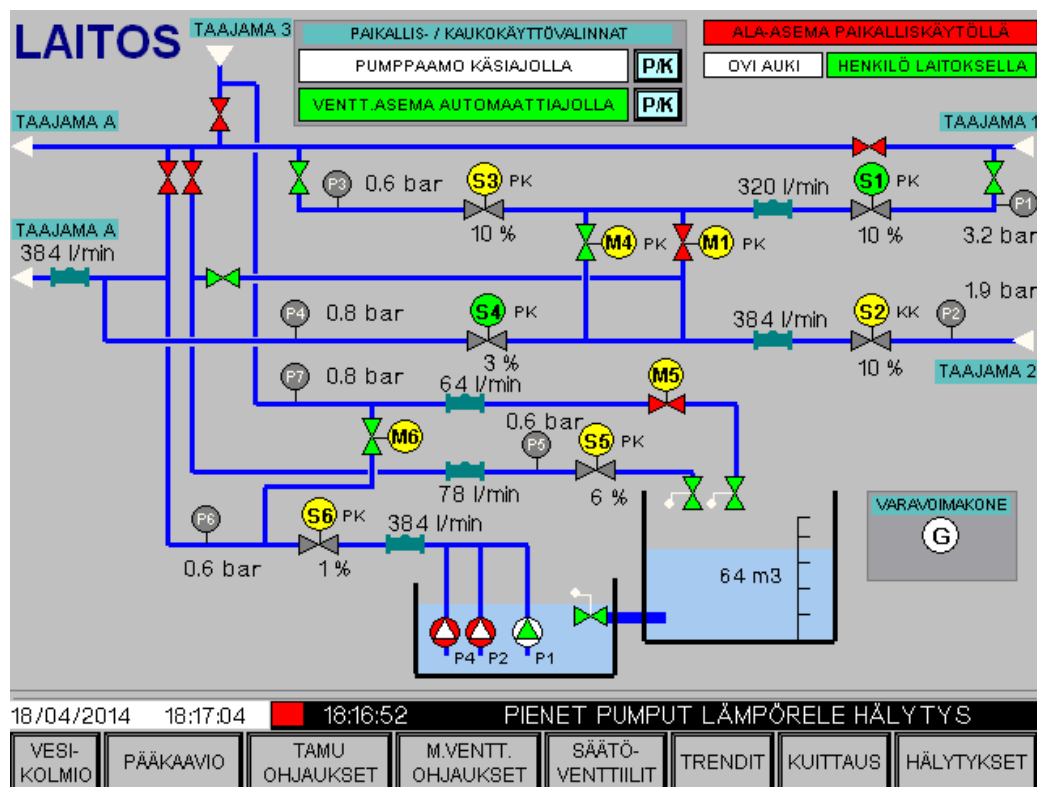 LAITOS
TAAJAMA 3
PAIKALLIS- / KAUKOKÄYTTÖVALINNAT
PUMPPAAMO KÄSIAJOLLA P/K
VENTT.ASEMA AUTOMAATTIAJOLLA P/K
ALA-ASEMA PAIKALLISKÄYTÖLLÄ
OVI AUKI HENKILÖ LAITOKSELLA
TAAJAMA A
TAAJAMA 1
P3 0.6 bar S3 PK
10 %
320 l/min
S1 PK
10 %
P1
3.2 bar
TAAJAMA A
384 l/min
M4 PK M1 PK
P4 0.8 bar S4 PK
3 %
384 l/min
S2 KK
10 %
P2
1.9 bar
TAAJAMA 2
P7 0.8 bar
64 l/min
M5
M6
0.6 bar
P5
S5 PK
6 %
78 l/min
P6
0.6 bar
S6 PK
1 %
384 l/min
64 m3
VARAVOIMAKONE
G
P4 P2 P1
18/04/2014 18:17:04 18:16:52 PIENET PUMPUT LÄMPÖRELE HÄLYTYS
VESI-
KOLMIO
PÄÄKAAVIO
TAMU
OHJAUKSET
M.VENTT.
OHJAUKSET
SÄÄTÖ-
VENTTIILIT
TRENDIT
KUITTAUS
HÄLYTYKSET